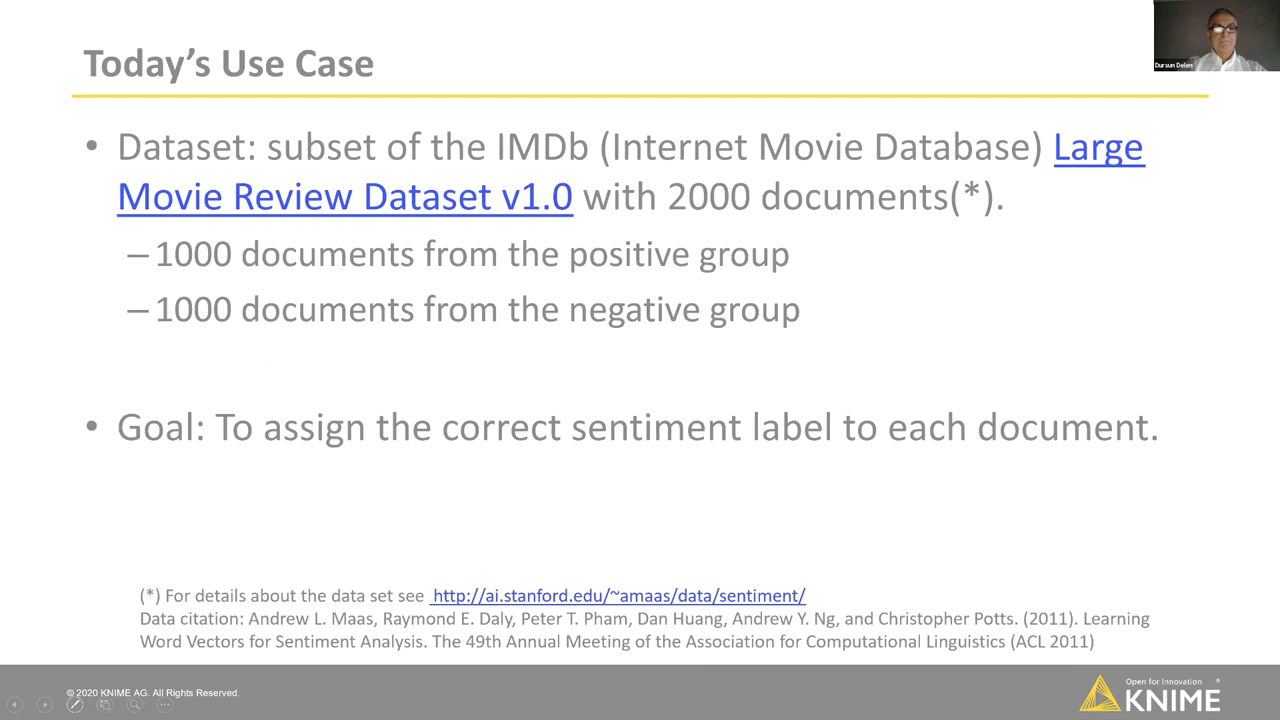 Today's Use Case
Dursun Delen
• Dataset: subset of the IMDb (Internet Movie Database) Large
Movie Review Dataset v1.0 with 2000 documents(*).
– 1000 documents from the positive group
– 1000 documents from the negative group
• Goal: To assign the correct sentiment label to each document.
(*) For details about the data set see http://ai.stanford.edu/~amaas/data/sentiment/
Data citation: Andrew L. Maas, Raymond E. Daly, Peter T. Pham, Dan Huang, Andrew Y. Ng, and Christopher Potts. (2011). Learning
Word Vectors for Sentiment Analysis. The 49th Annual Meeting of the Association for Computational Linguistics (ACL 2011)
© 2020 KNIME AG. All Rights Reserved.
Open for Innovation ®
KNIME